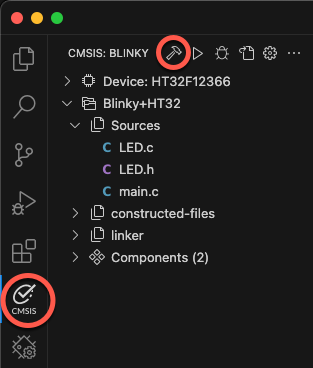 CMSIS: BLINKY
Device: HT32F12366
Blinky+HT32
Sources
C LED.c
C LED.h
C main.c
constructed-files
linker
Components (2)
CMSIS